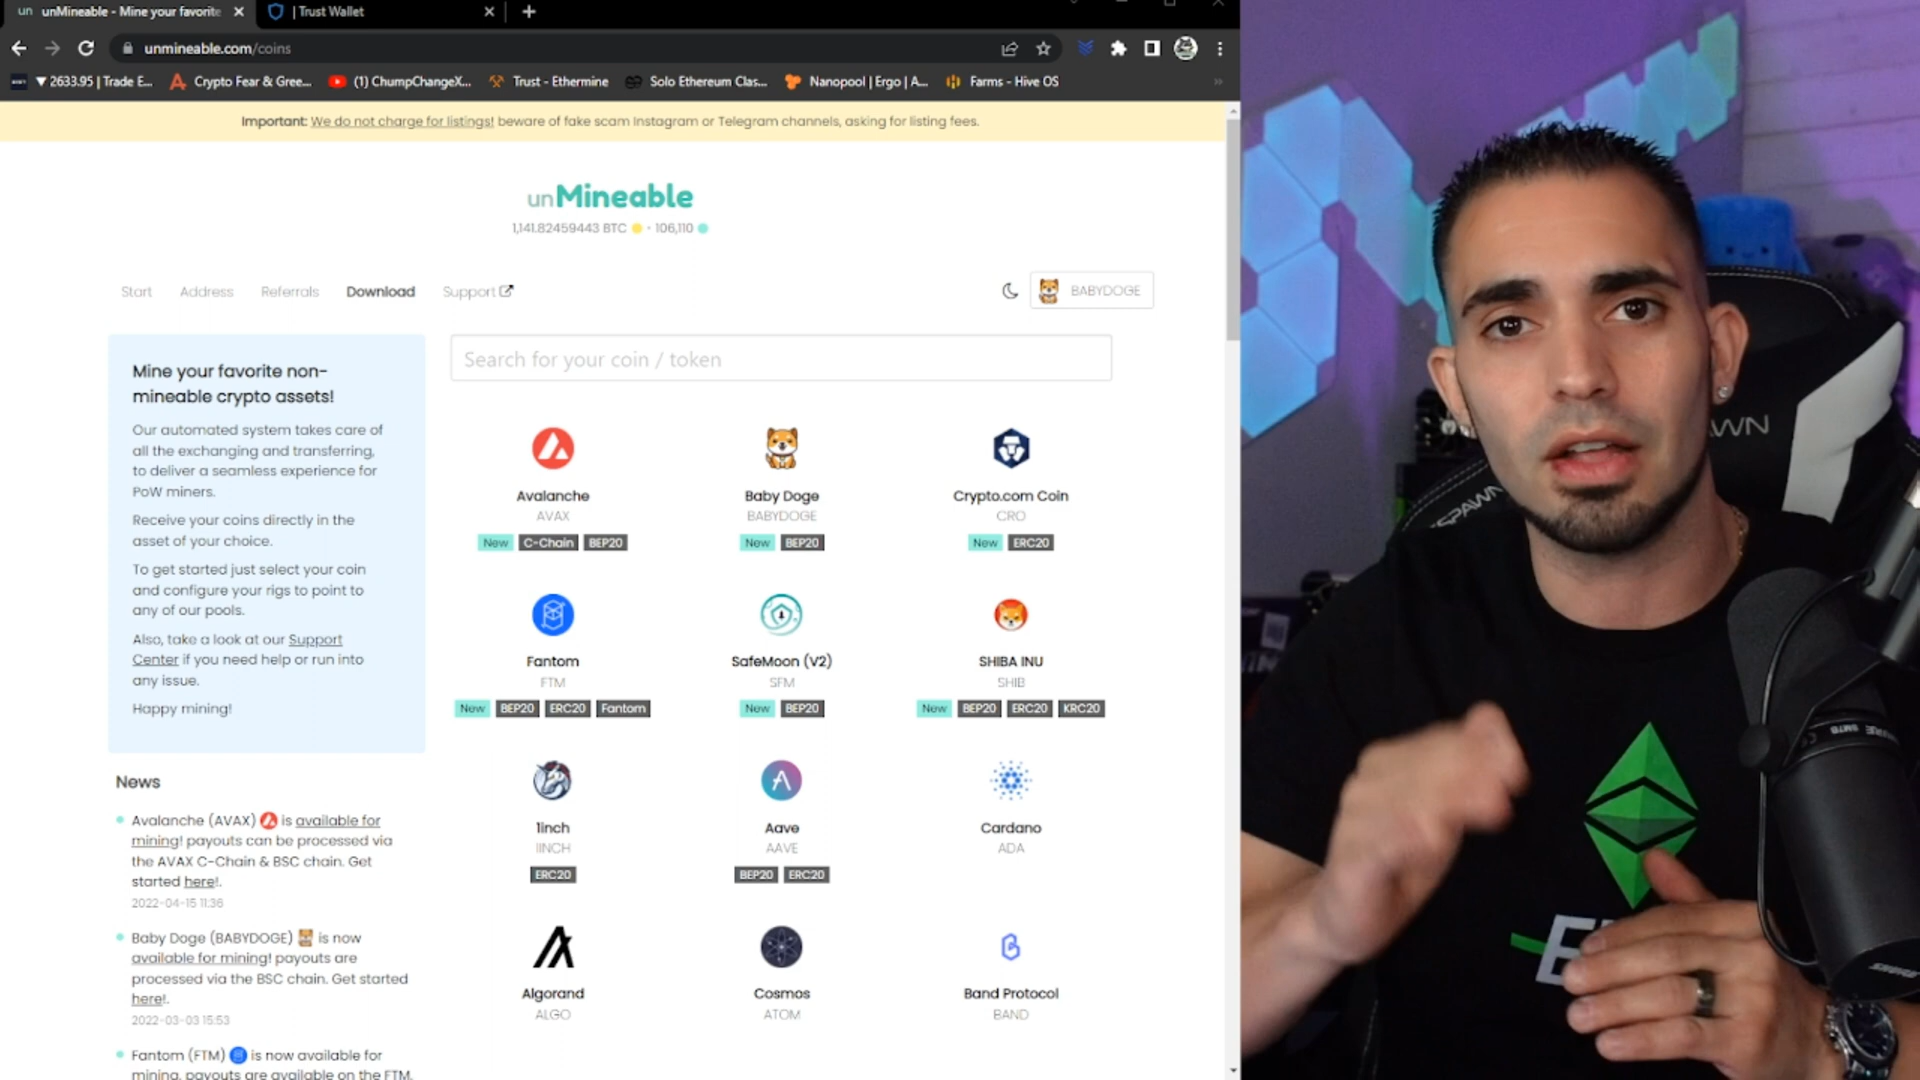 un unMineable - Mine your favorite
| Trust Wallet
unmineable.com/coins
▼ 2633.95 | Trade E...
Crypto Fear & Gree...
(1) ChumpChangeX...
Trust - Ethermine
Solo Ethereum Clas...
Nanopool | Ergo | A...
Farms - Hive OS
»
Important: We do not charge for listings! beware of fake scam Instagram or Telegram channels, asking for listing fees.
unMineable
1,141.82459443 BTC • 106,110
Start Address Referrals Download Support
BABYDOGE
Mine your favorite non-
mineable crypto assets!
Our automated system takes care of
all the exchanging and transferring,
to deliver a seamless experience for
PoW miners.
Receive your coins directly in the
asset of your choice.
To get started just select your coin
and configure your rigs to point to
any of our pools.
Also, take a look at our Support
Center if you need help or run into
any issue.
Happy mining!
News
Avalanche (AVAX) is available for
mining! payouts can be processed via
the AVAX C-Chain & BSC chain. Get
started here!.
2022-04-15 11:36
Baby Doge (BABYDOGE) is now
available for mining! payouts are
processed via the BSC chain. Get started
here!.
2022-03-03 15:53
Fantom (FTM) is now available for
mining, payouts are available on the FTM,
Search for your coin / token
Avalanche
AVAX
New C-Chain BEP20
Baby Doge
BABYDOGE
New BEP20
Crypto.com Coin
CRO
New ERC20
Fantom
FTM
New BEP20 ERC20 Fantom
SafeMoon (V2)
SFM
New BEP20
SHIBA INU
SHIB
New BEP20 ERC20 KRC20
1inch
1INCH
ERC20
Aave
AAVE
BEP20 ERC20
Cardano
ADA
Algorand
ALGO
Cosmos
ATOM
Band Protocol
BAND